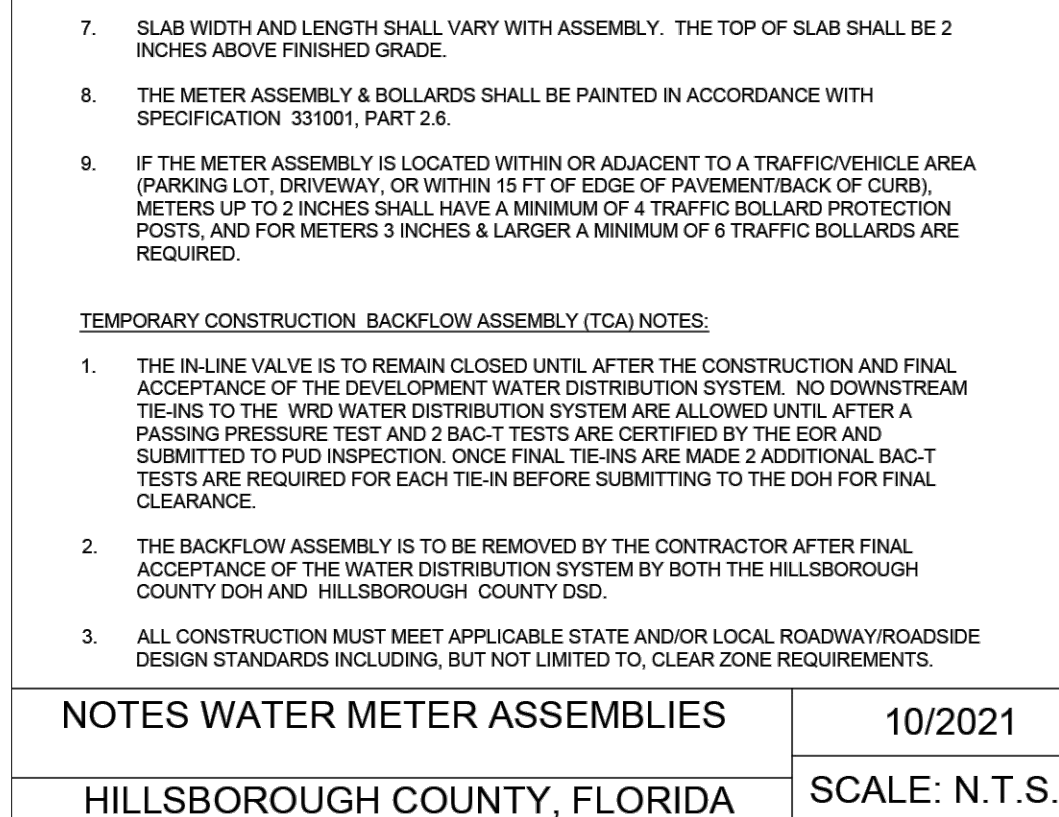 7. SLAB WIDTH AND LENGTH SHALL VARY WITH ASSEMBLY. THE TOP OF SLAB SHALL BE 2
INCHES ABOVE FINISHED GRADE.
8. THE METER ASSEMBLY & BOLLARDS SHALL BE PAINTED IN ACCORDANCE WITH
SPECIFICATION 331001, PART 2.6.
9. IF THE METER ASSEMBLY IS LOCATED WITHIN OR ADJACENT TO A TRAFFIC/VEHICLE AREA
(PARKING LOT, DRIVEWAY, OR WITHIN 15 FT OF EDGE OF PAVEMENT/BACK OF CURB),
METERS UP TO 2 INCHES SHALL HAVE A MINIMUM OF 4 TRAFFIC BOLLARD PROTECTION
POSTS, AND FOR METERS 3 INCHES & LARGER A MINIMUM OF 6 TRAFFIC BOLLARDS ARE
REQUIRED.
TEMPORARY CONSTRUCTION BACKFLOW ASSEMBLY (TCA) NOTES:
1. THE IN-LINE VALVE IS TO REMAIN CLOSED UNTIL AFTER THE CONSTRUCTION AND FINAL
ACCEPTANCE OF THE DEVELOPMENT WATER DISTRIBUTION SYSTEM. NO DOWNSTREAM
TIE-INS TO THE WRD WATER DISTRIBUTION SYSTEM ARE ALLOWED UNTIL AFTER A
PASSING PRESSURE TEST AND 2 BAC-T TESTS ARE CERTIFIED BY THE EOR AND
SUBMITTED TO PUD INSPECTION. ONCE FINAL TIE-INS ARE MADE 2 ADDITIONAL BAC-T
TESTS ARE REQUIRED FOR EACH TIE-IN BEFORE SUBMITTING TO THE DOH FOR FINAL
CLEARANCE.
2. THE BACKFLOW ASSEMBLY IS TO BE REMOVED BY THE CONTRACTOR AFTER FINAL
ACCEPTANCE OF THE WATER DISTRIBUTION SYSTEM BY BOTH THE HILLSBOROUGH
COUNTY DOH AND HILLSBOROUGH COUNTY DSD.
3. ALL CONSTRUCTION MUST MEET APPLICABLE STATE AND/OR LOCAL ROADWAY/ROADSIDE
DESIGN STANDARDS INCLUDING, BUT NOT LIMITED TO, CLEAR ZONE REQUIREMENTS.
NOTES WATER METER ASSEMBLIES
10/2021
HILLSBOROUGH COUNTY, FLORIDA
SCALE: N.T.S.